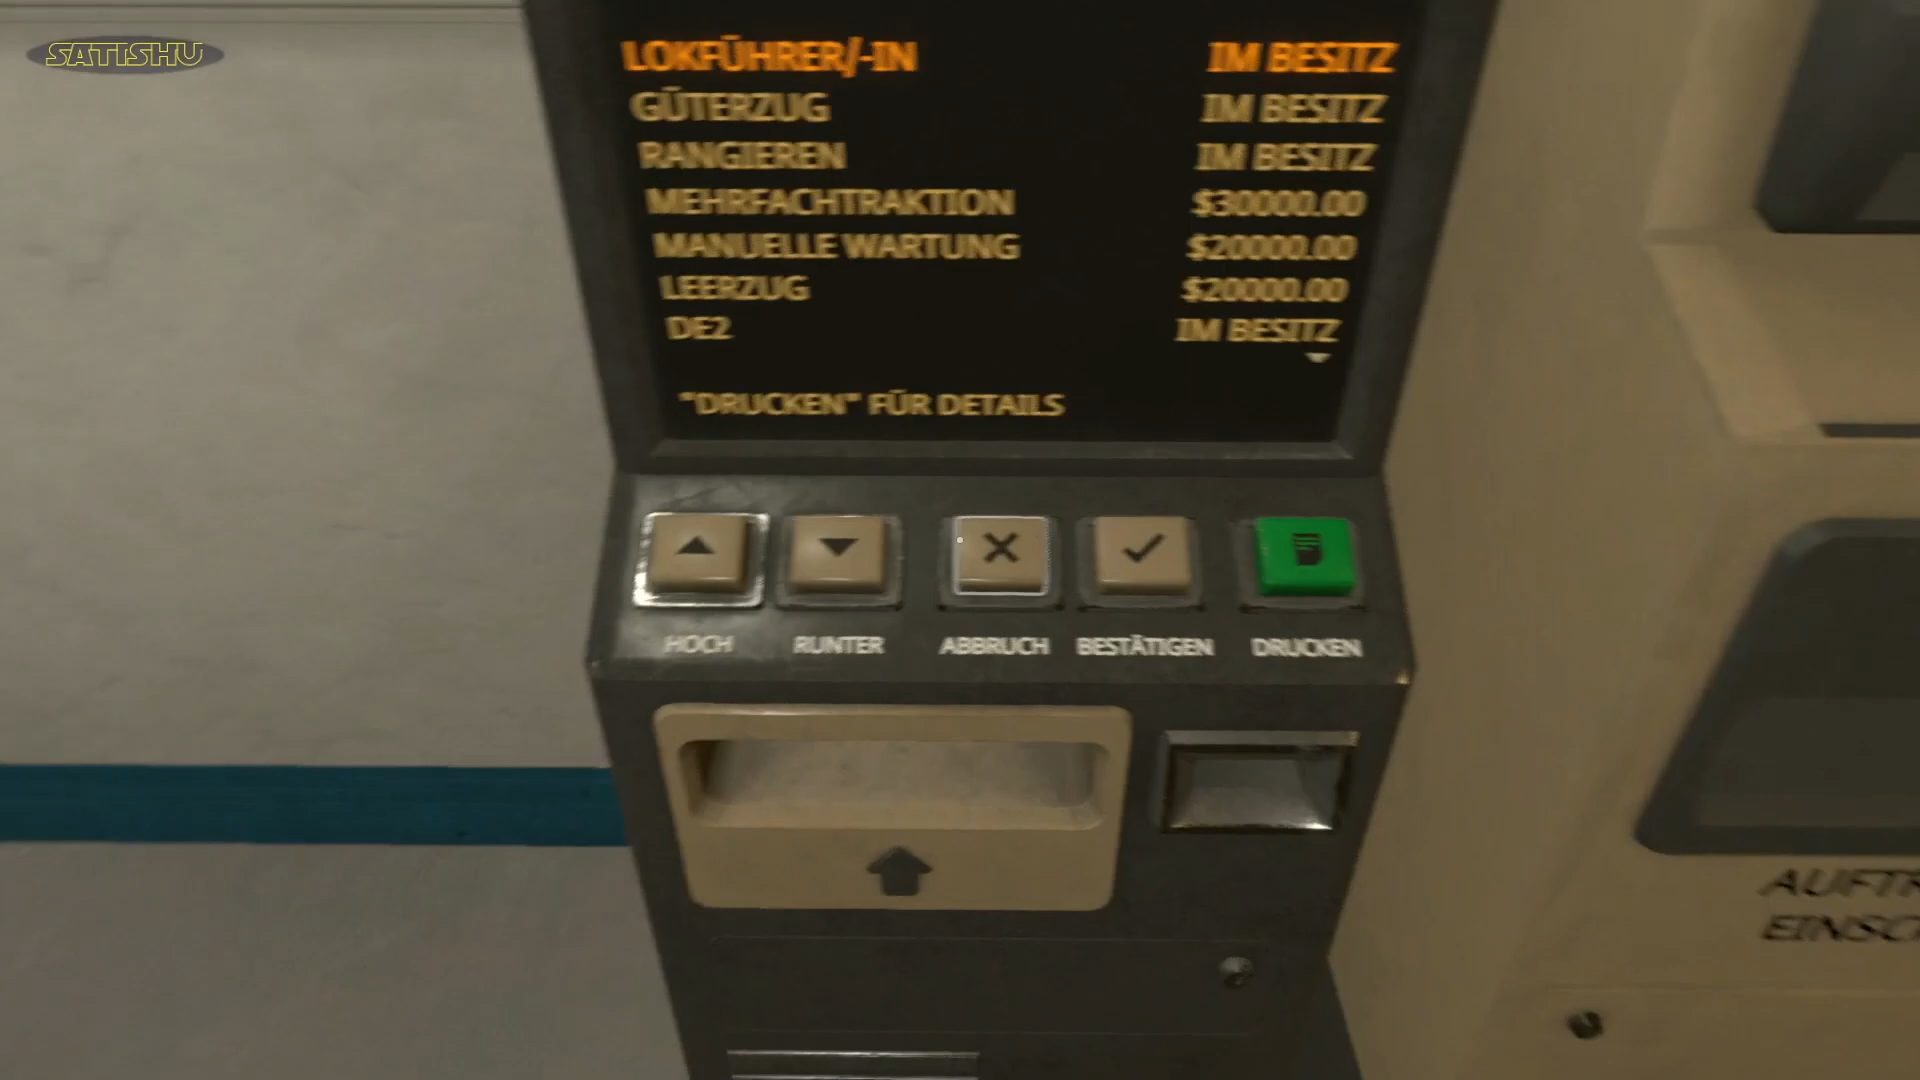 SATISHU
LOKFÜHRER/-IN IM BESITZ
GÜTERZUG IM BESITZ
RANGIEREN IM BESITZ
MEHRFACHTRAKTION $30000.00
MANUELLE WARTUNG $20000.00
LEERZUG $20000.00
DE2 IM BESITZ
"DRUCKEN" FÜR DETAILS
HOCH RUNTER ABBRUCH BESTÄTIGEN DRUCKEN